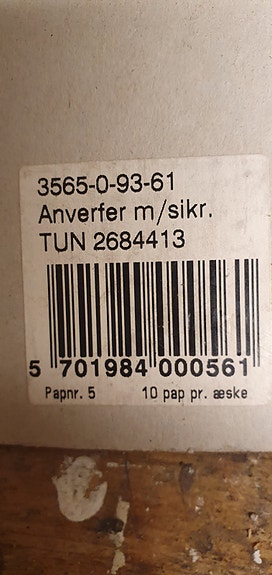 3565-0-93-61
Anverfer m/sikr.
TUN 2684413
5 701984 000561
Papnr. 5 10 pap pr. æske